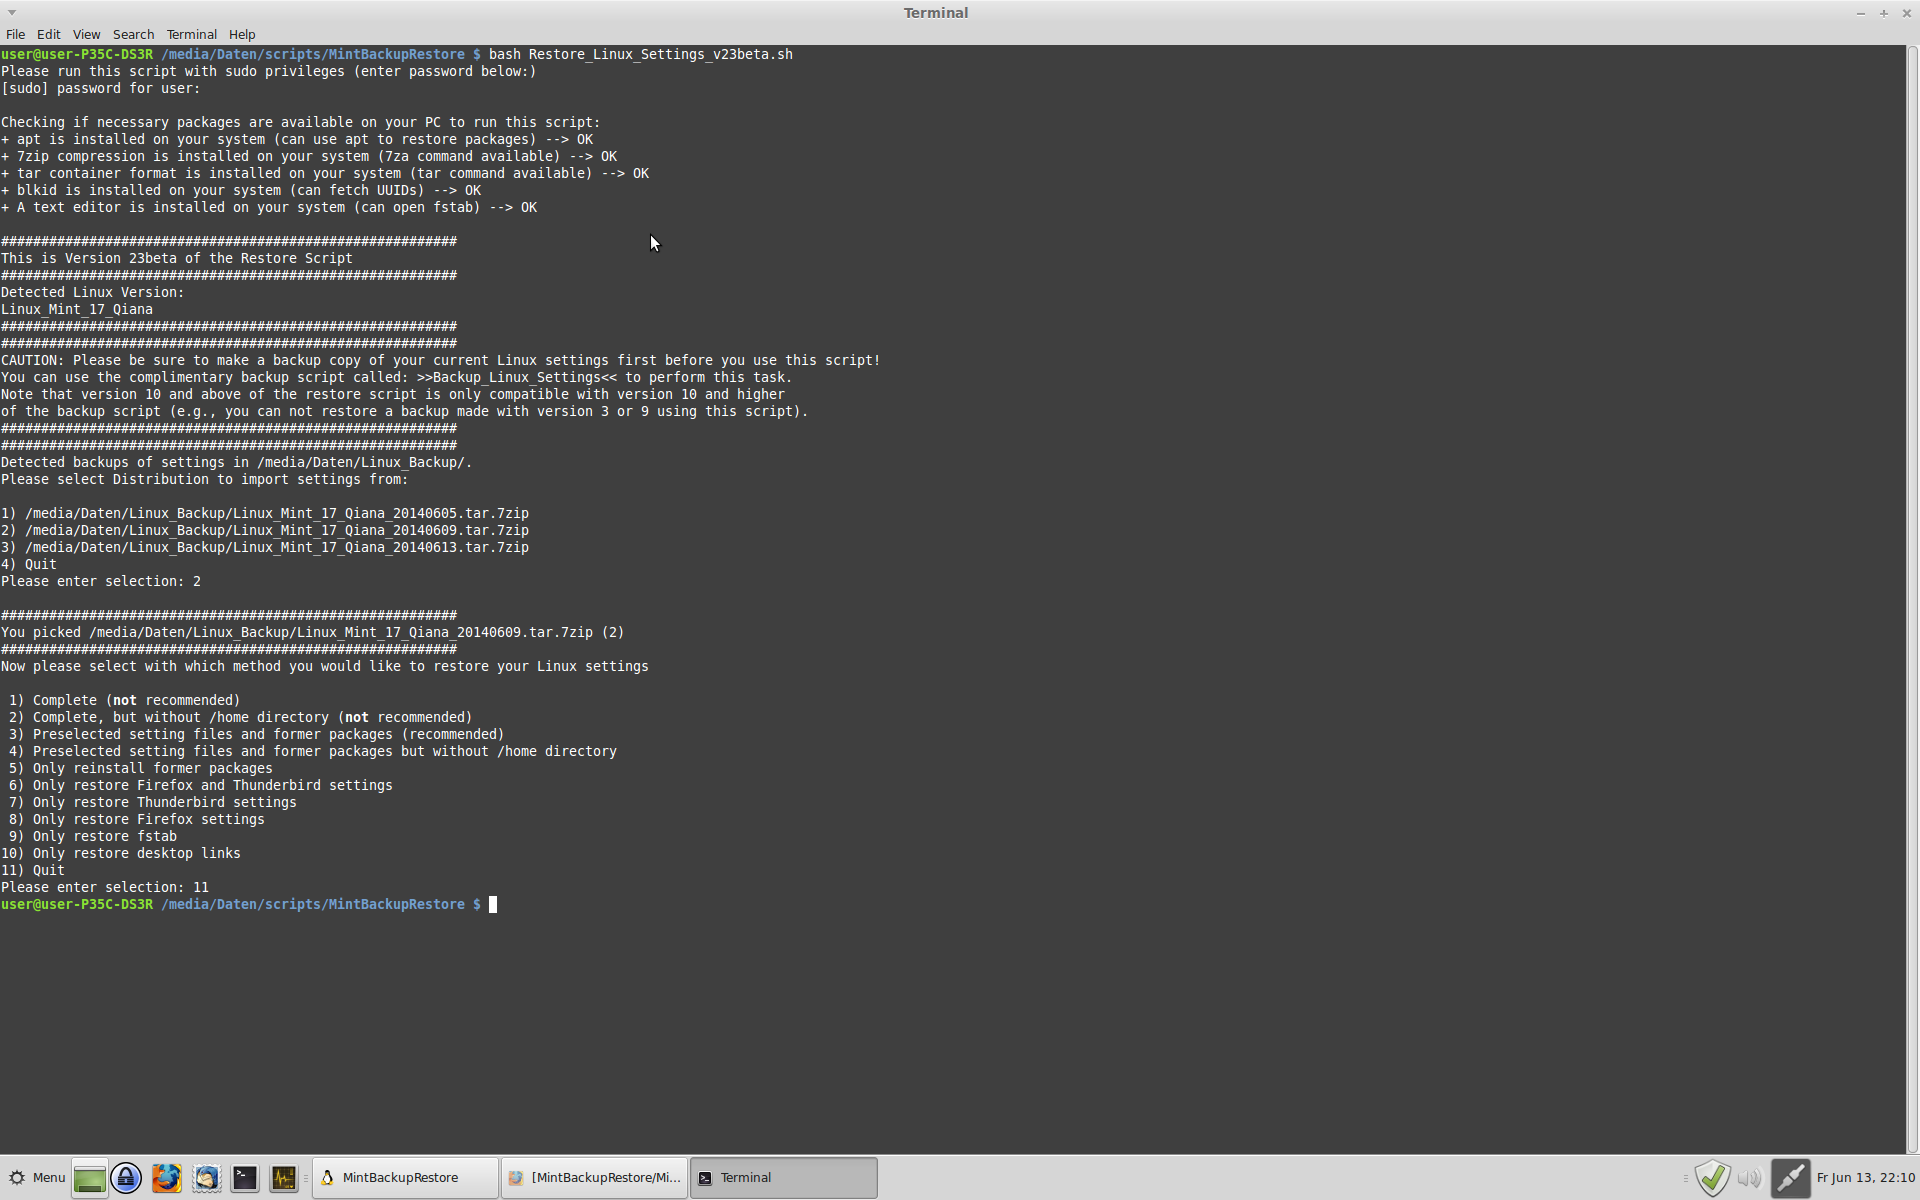 Terminal
File Edit View Search Terminal Help
user@user-P35C-DS3R /media/Daten/scripts/MintBackupRestore $ bash Restore_Linux_Settings_v23beta.sh
Please run this script with sudo privileges (enter password below:)
[sudo] password for user:
Checking if necessary packages are available on your PC to run this script:
+ apt is installed on your system (can use apt to restore packages) --> OK
+ 7zip compression is installed on your system (7za command available) --> OK
+ tar container format is installed on your system (tar command available) --> OK
+ blkid is installed on your system (can fetch UUIDs) --> OK
+ A text editor is installed on your system (can open fstab) --> OK
#########################################################
This is Version 23beta of the Restore Script
#########################################################
Detected Linux Version:
Linux_Mint_17_Qiana
#########################################################
#########################################################
CAUTION: Please be sure to make a backup copy of your current Linux settings first before you use this script!
You can use the complimentary backup script called: >>Backup_Linux_Settings<< to perform this task.
Note that version 10 and above of the restore script is only compatible with version 10 and higher
of the backup script (e.g., you can not restore a backup made with version 3 or 9 using this script).
#########################################################
#########################################################
Detected backups of settings in /media/Daten/Linux_Backup/.
Please select Distribution to import settings from:
1) /media/Daten/Linux_Backup/Linux_Mint_17_Qiana_20140605.tar.7zip
2) /media/Daten/Linux_Backup/Linux_Mint_17_Qiana_20140609.tar.7zip
3) /media/Daten/Linux_Backup/Linux_Mint_17_Qiana_20140613.tar.7zip
4) Quit
Please enter selection: 2
#########################################################
You picked /media/Daten/Linux_Backup/Linux_Mint_17_Qiana_20140609.tar.7zip (2)
#########################################################
Now please select with which method you would like to restore your Linux settings
1) Complete (not recommended)
2) Complete, but without /home directory (not recommended)
3) Preselected setting files and former packages (recommended)
4) Preselected setting files and former packages but without /home directory
5) Only reinstall former packages
6) Only restore Firefox and Thunderbird settings
7) Only restore Thunderbird settings
8) Only restore Firefox settings
9) Only restore fstab
10) Only restore desktop links
11) Quit
Please enter selection: 11
user@user-P35C-DS3R /media/Daten/scripts/MintBackupRestore $
Menu MintBackupRestore [MintBackupRestore/Mi... Terminal Fr Jun 13, 22:10